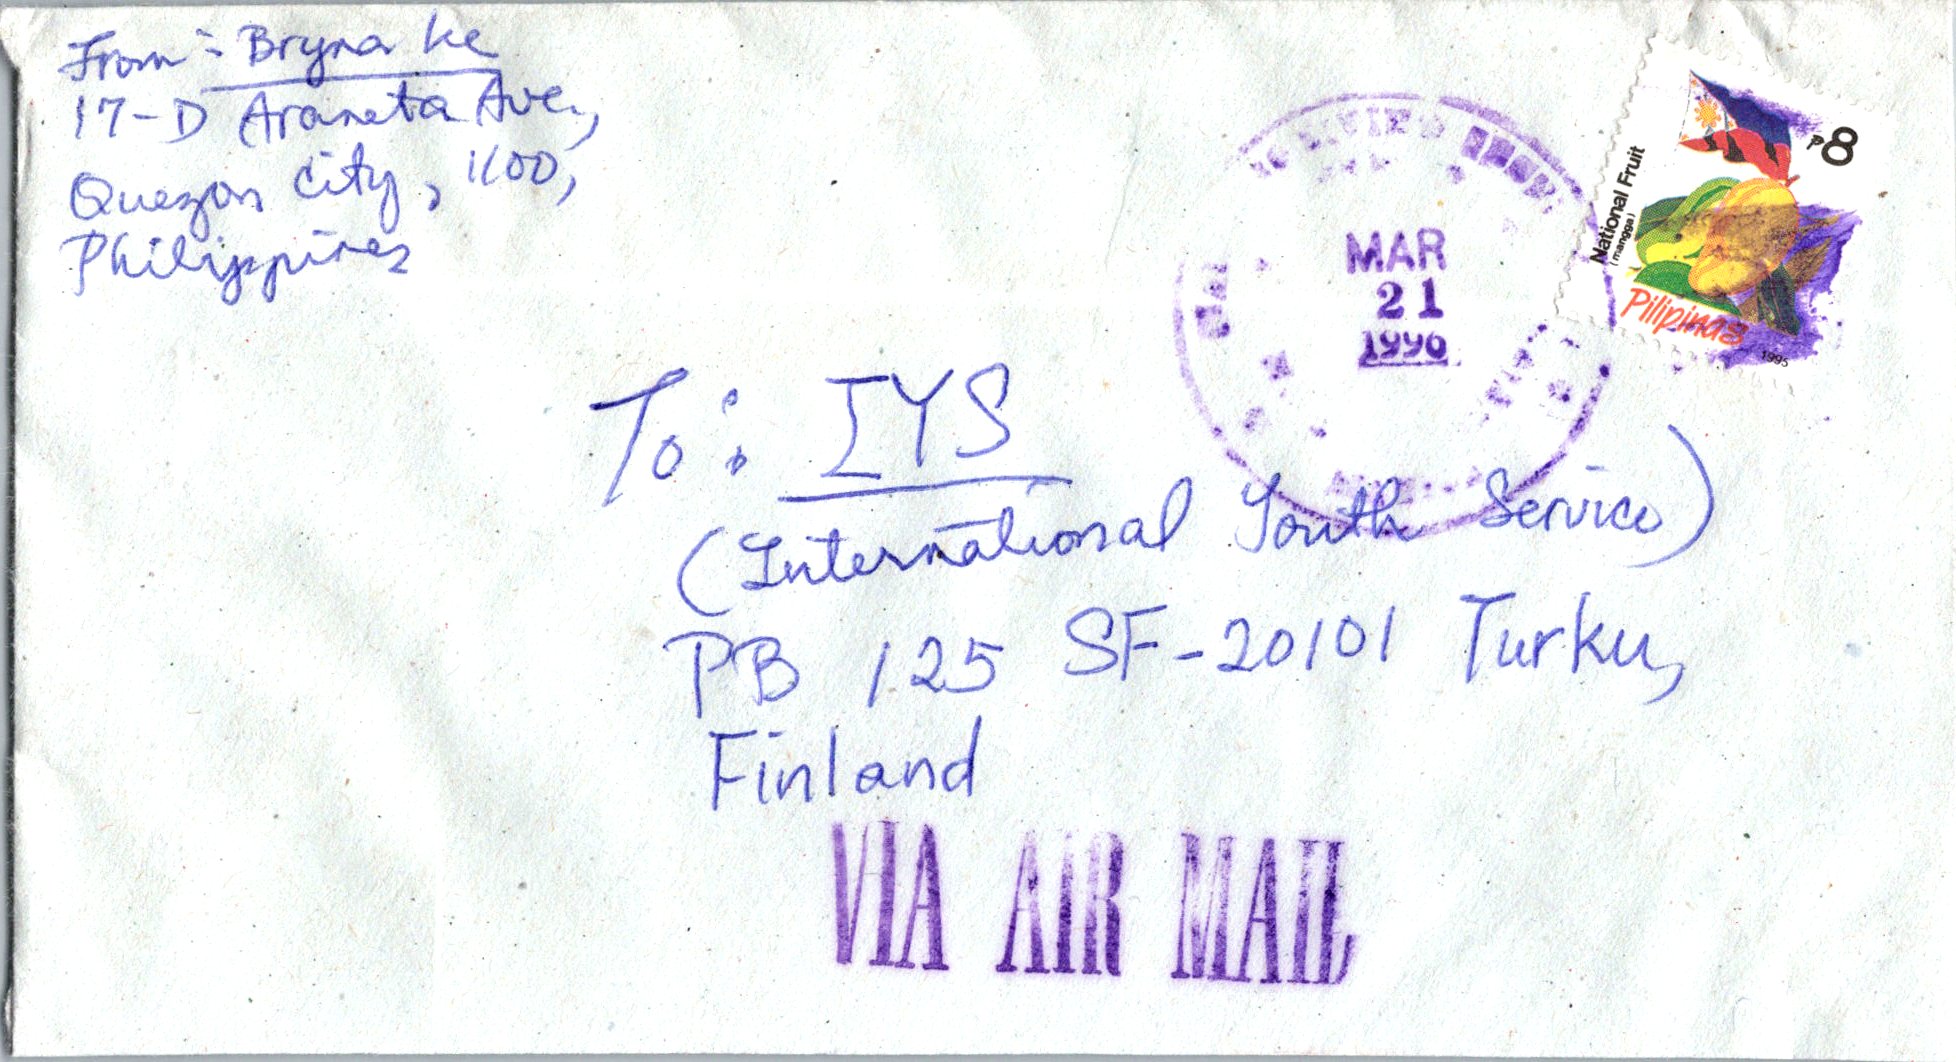 From: Bryna Ke
17-D Araneta Ave.,
Quezon City, 1100,
Philippines
MAR
21
1996
National Fruit
(mangga)
₱8
Pilipinas
1995
To: IYS
(International Youth Service)
PB 125 SF-20101 Turku,
Finland
VIA AIR MAIL